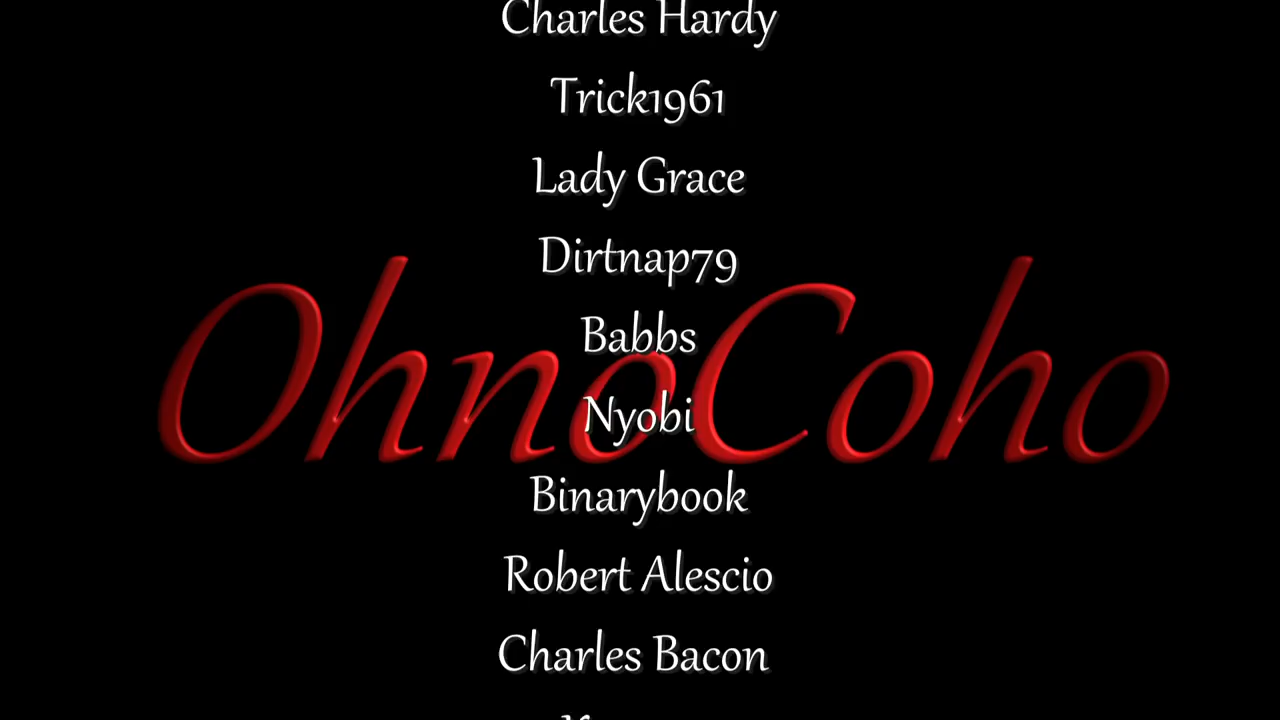 Charles Hardy
Trick1961
Lady Grace
Dirtnap79
Babbs
OhnoCoho
Nyobi
Binarybook
Robert Alescio
Charles Bacon